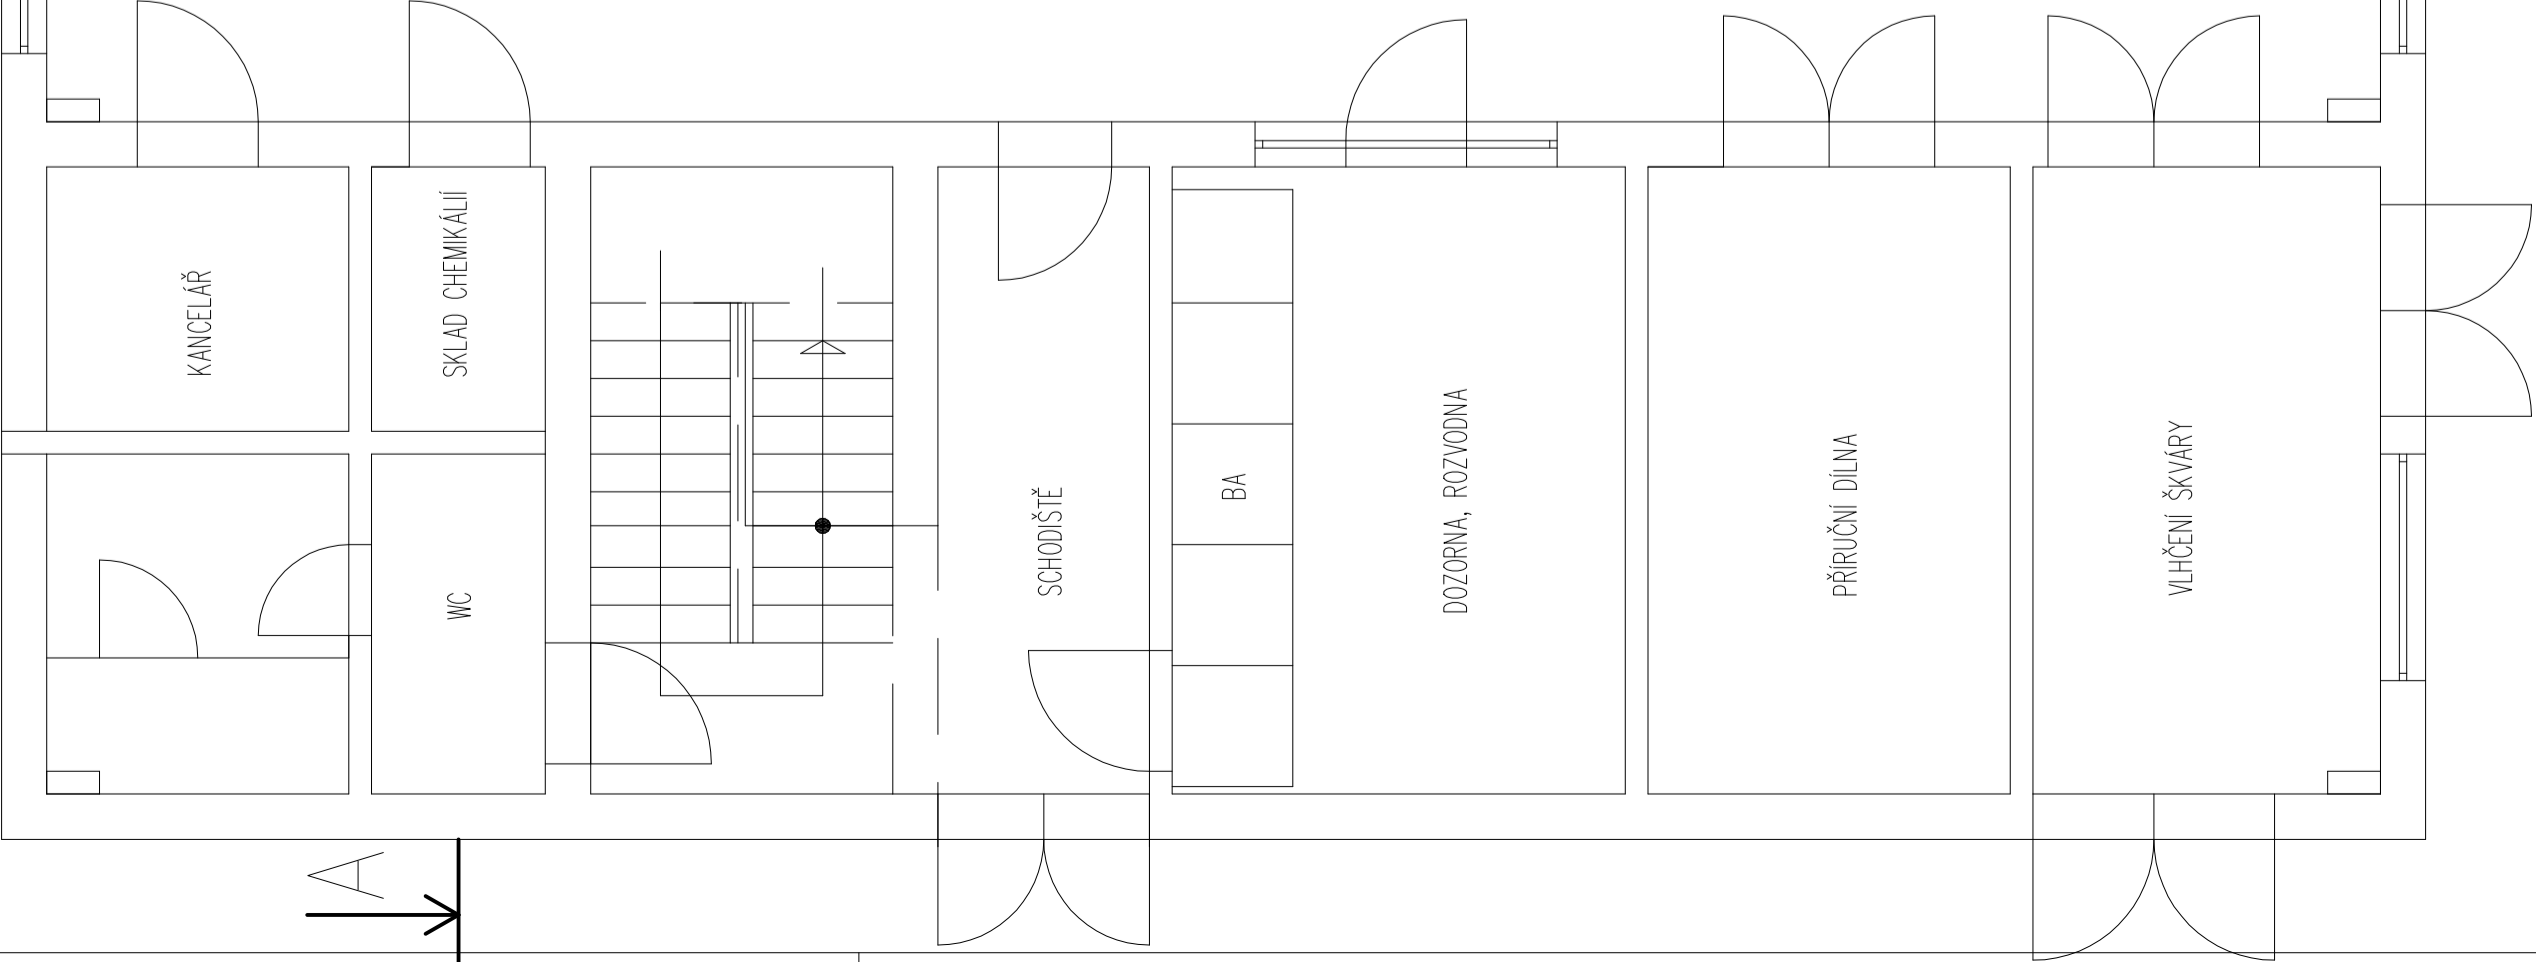 KANCELÁŘ
SKLAD CHEMIKÁLIÍ
WC
SCHODIŠTĚ
BA
DOZORNA, ROZVODNA
PŘÍRUČNÍ DÍLNA
VLHČENÍ ŠKVÁRY
A